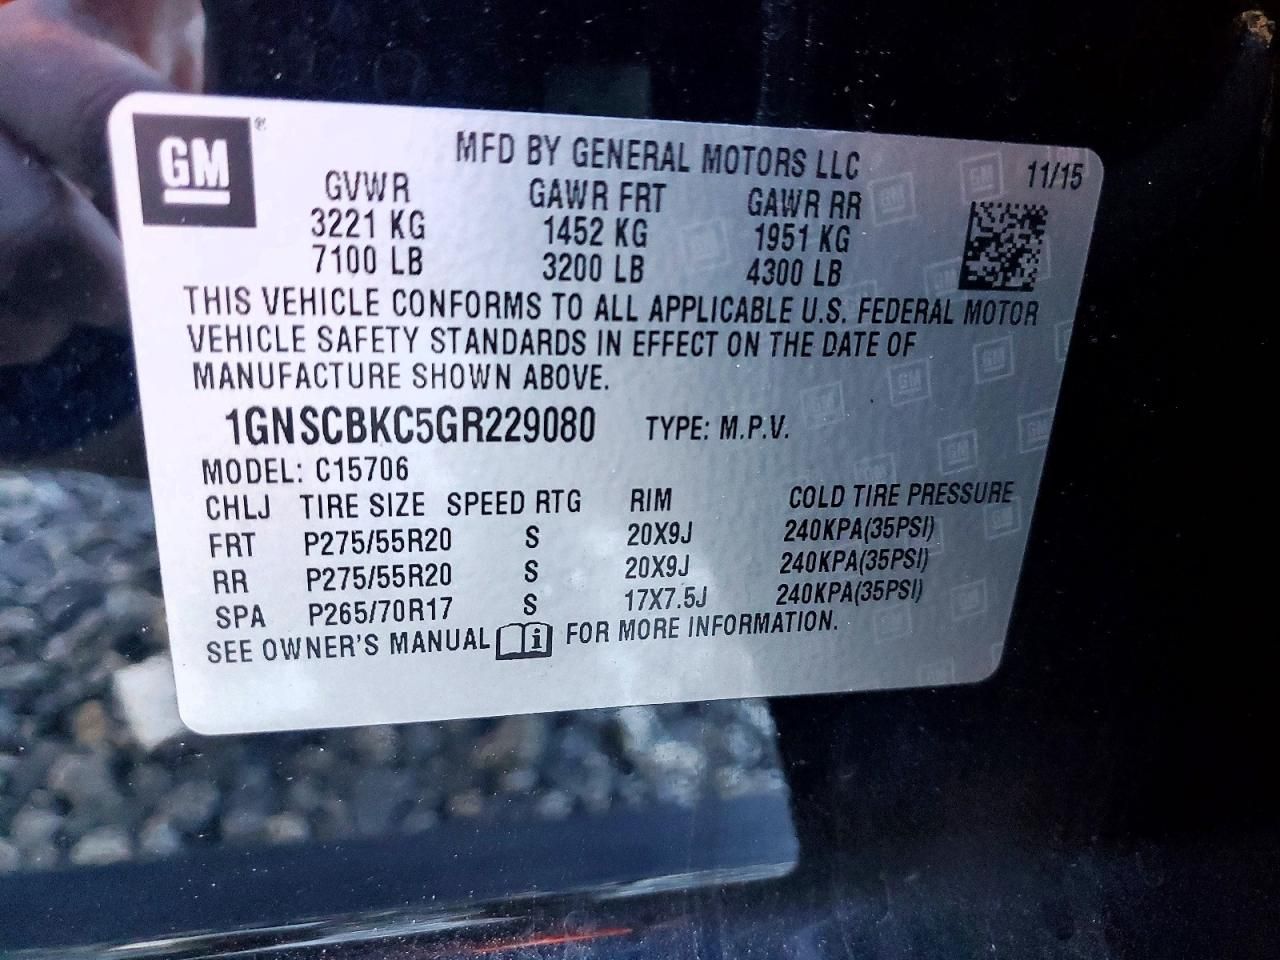 GM®
MFD BY GENERAL MOTORS LLC
11/15
GVWR GAWR FRT GAWR RR
3221 KG 1452 KG 1951 KG
7100 LB 3200 LB 4300 LB
THIS VEHICLE CONFORMS TO ALL APPLICABLE U.S. FEDERAL MOTOR
VEHICLE SAFETY STANDARDS IN EFFECT ON THE DATE OF
MANUFACTURE SHOWN ABOVE.
1GNSCBKC5GR229080 TYPE: M.P.V.
MODEL: C15706
CHLJ TIRE SIZE SPEED RTG RIM COLD TIRE PRESSURE
FRT P275/55R20 S 20X9J 240KPA(35PSI)
RR P275/55R20 S 20X9J 240KPA(35PSI)
SPA P265/70R17 S 17X7.5J 240KPA(35PSI)
SEE OWNER'S MANUAL i FOR MORE INFORMATION.